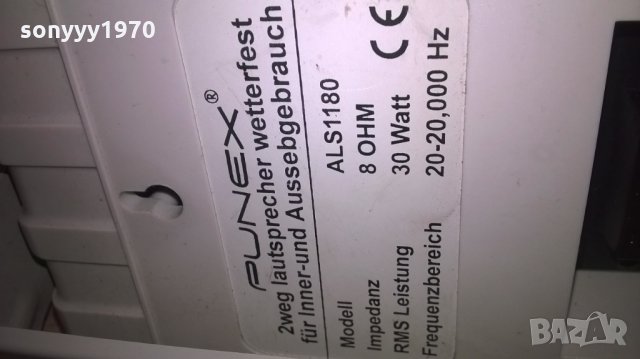 sonyyy1970
PUNEX®
2weg lautsprecher wetterfest
für Inner-und Aussebgebrauch
Modell ALS1180
Impedanz 8 OHM
RMS Leistung 30 Watt
Frequenzbereich 20-20,000 Hz
CE
BAZAR